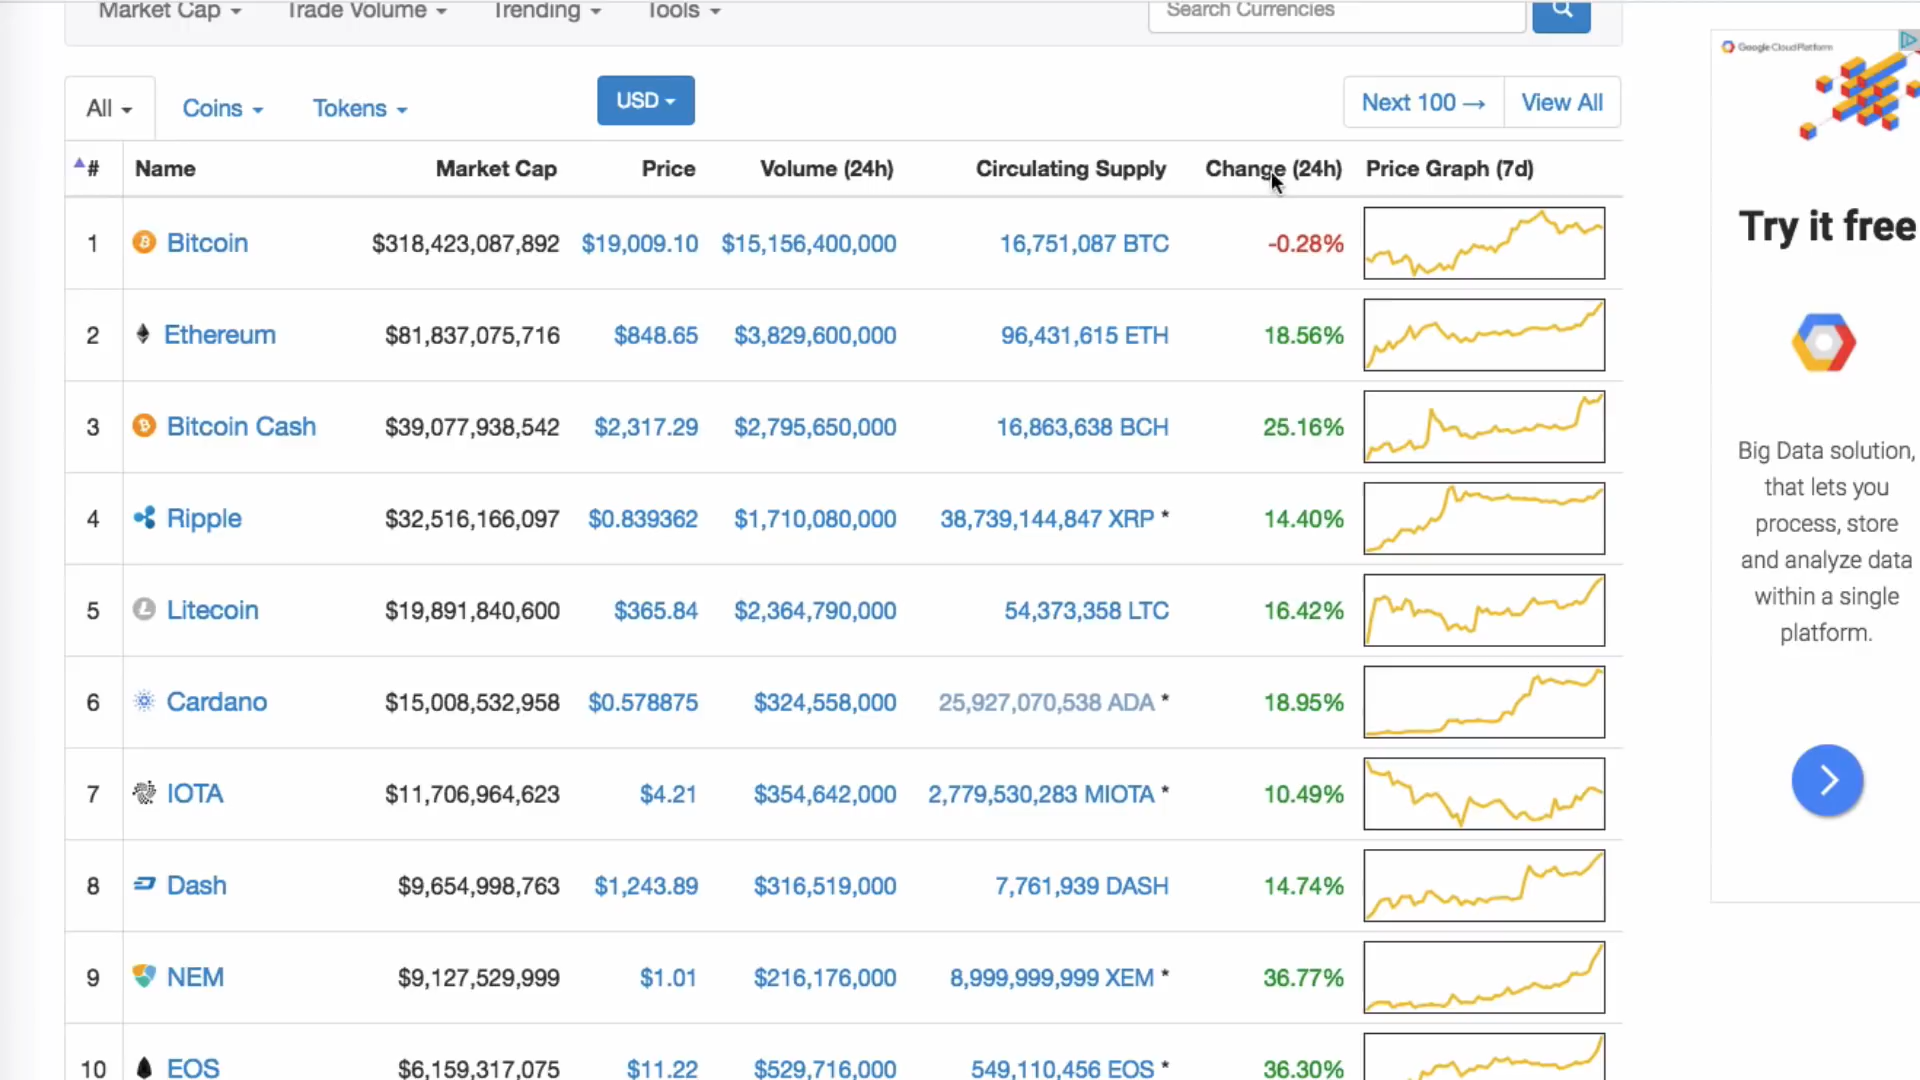 Market Cap Trade Volume Trending Tools Search Currencies
Google Cloud Platform
All Coins Tokens USD Next 100 → View All
# Name Market Cap Price Volume (24h) Circulating Supply Change (24h) Price Graph (7d)
1 Bitcoin $318,423,087,892 $19,009.10 $15,156,400,000 16,751,087 BTC -0.28%
2 Ethereum $81,837,075,716 $848.65 $3,829,600,000 96,431,615 ETH 18.56%
3 Bitcoin Cash $39,077,938,542 $2,317.29 $2,795,650,000 16,863,638 BCH 25.16%
4 Ripple $32,516,166,097 $0.839362 $1,710,080,000 38,739,144,847 XRP * 14.40%
5 Litecoin $19,891,840,600 $365.84 $2,364,790,000 54,373,358 LTC 16.42%
6 Cardano $15,008,532,958 $0.578875 $324,558,000 25,927,070,538 ADA * 18.95%
7 IOTA $11,706,964,623 $4.21 $354,642,000 2,779,530,283 MIOTA * 10.49%
8 Dash $9,654,998,763 $1,243.89 $316,519,000 7,761,939 DASH 14.74%
9 NEM $9,127,529,999 $1.01 $216,176,000 8,999,999,999 XEM * 36.77%
10 EOS $6,159,317,075 $11.22 $529,716,000 549,110,456 EOS * 36.30%
Try it free
Big Data solution,
that lets you
process, store
and analyze data
within a single
platform.